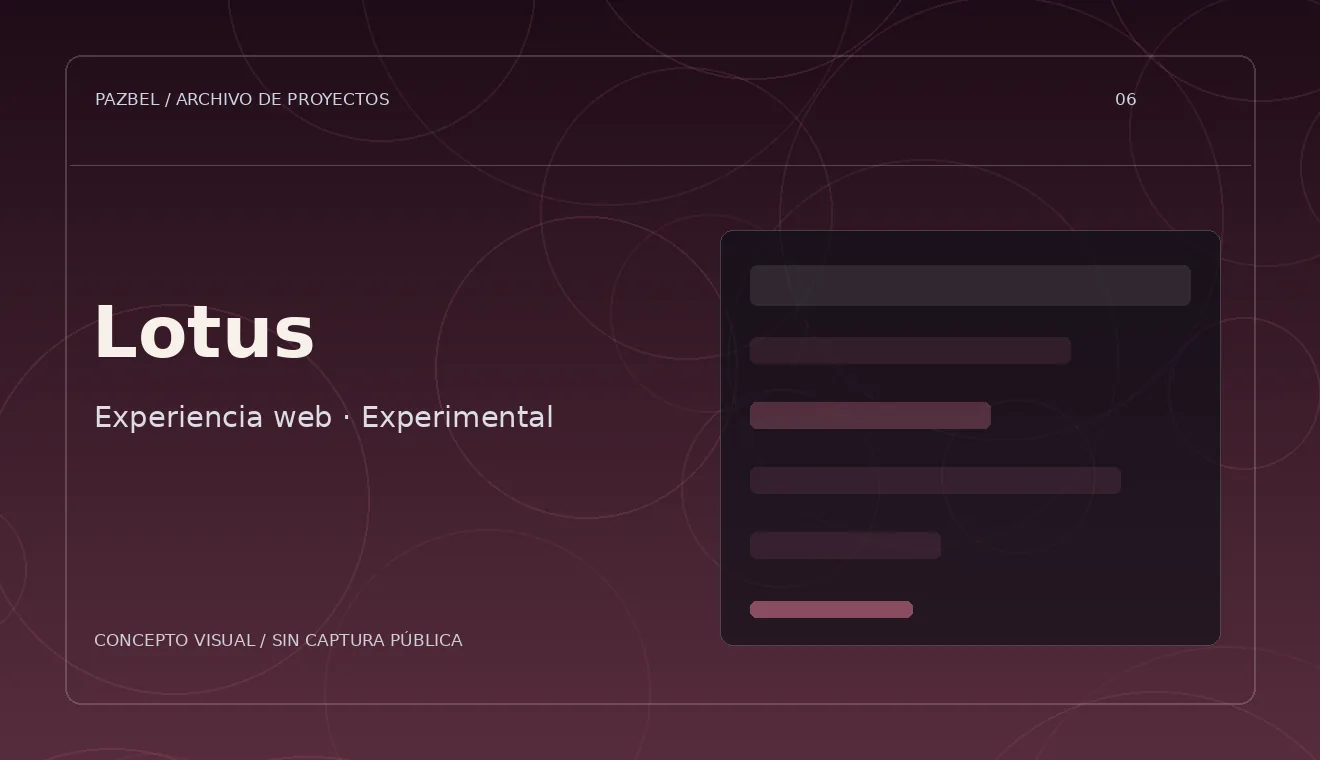 PAZBEL / ARCHIVO DE PROYECTOS
06
Lotus
Experiencia web · Experimental
CONCEPTO VISUAL / SIN CAPTURA PÚBLICA